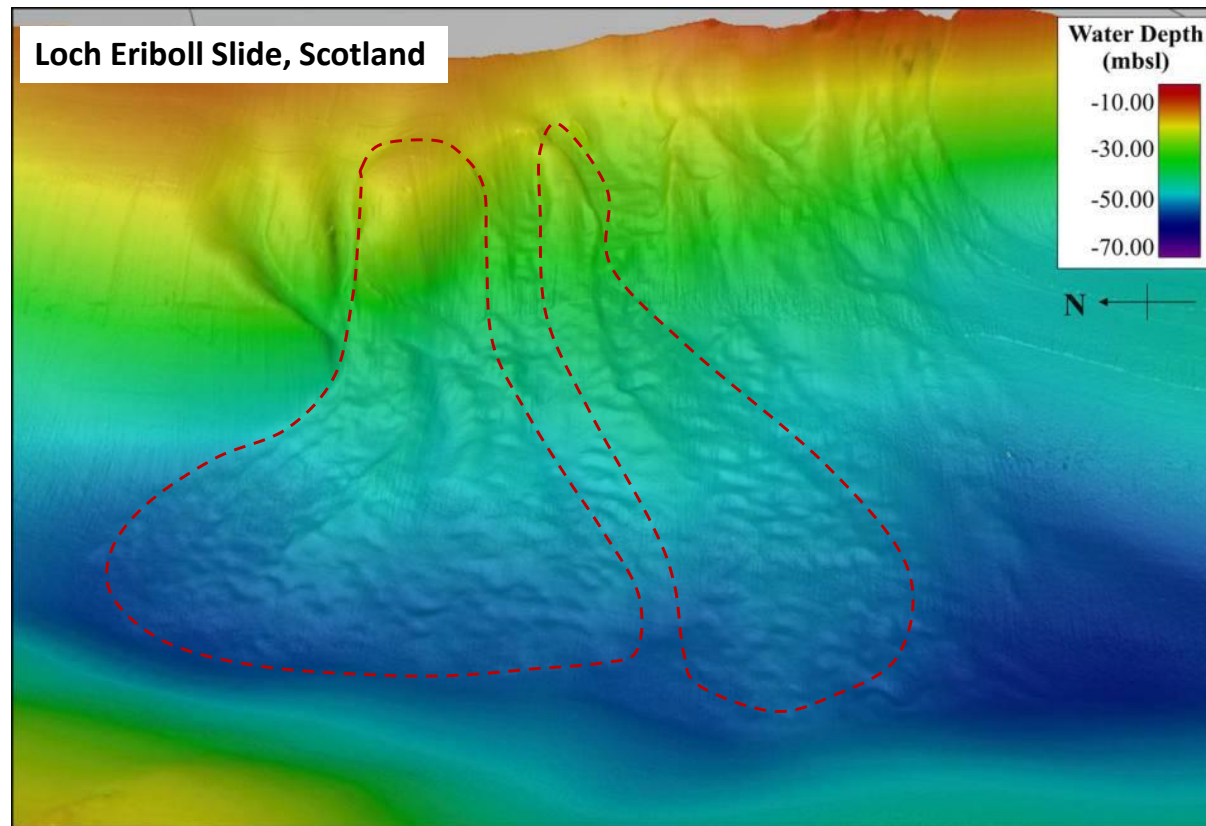 Loch Eriboll Slide, Scotland
Water Depth
(mbsl)
-10.00
-30.00
-50.00
-70.00
N